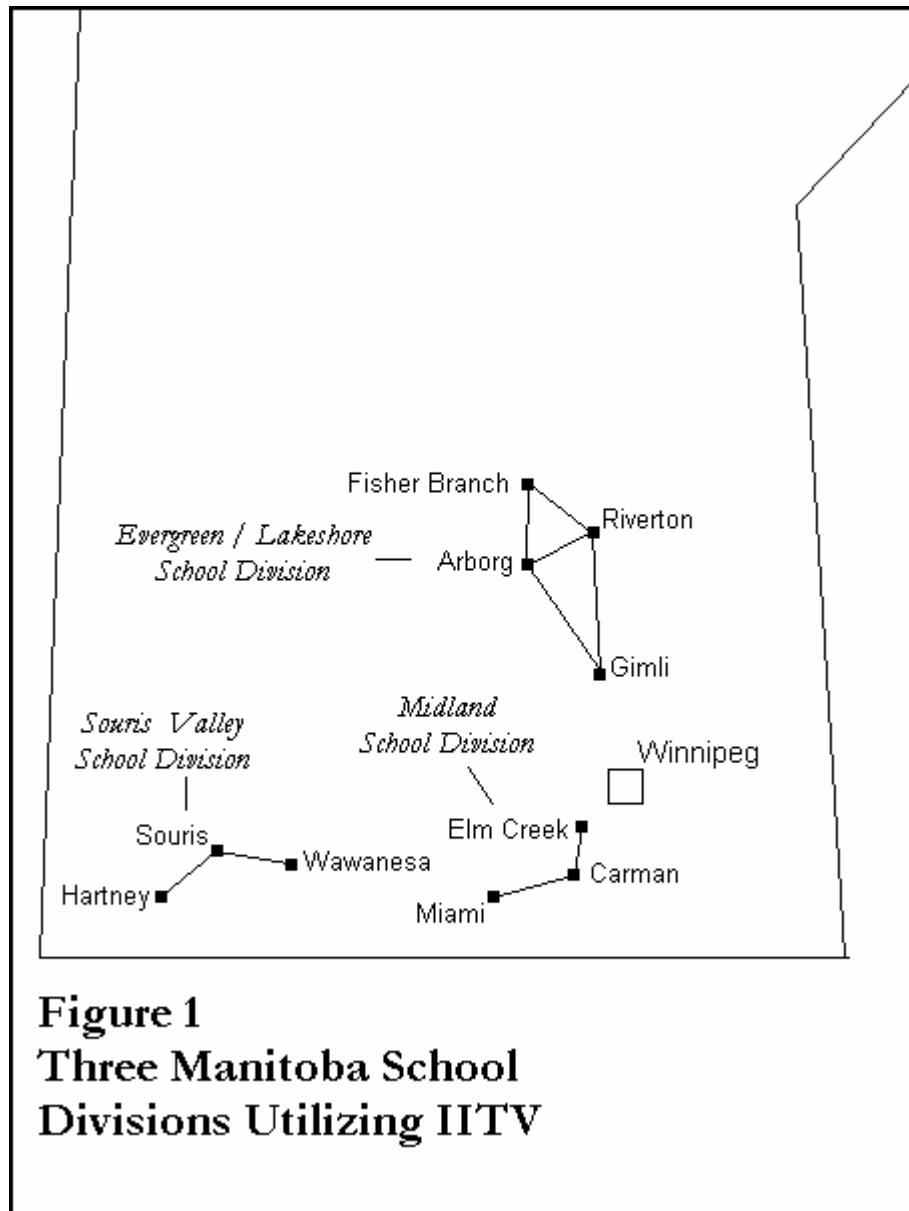 Fisher Branch
Riverton
Evergreen / Lakeshore
School Division
Arborg
Gimli
Midland
School Division
Souris Valley
School Division
Winnipeg
Elm Creek
Souris
Wawanesa
Carman
Hartney
Miami
Figure 1
Three Manitoba School
Divisions Utilizing IITV